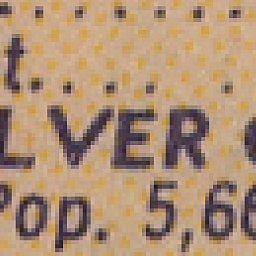 t. . . . .
LVER
Pop. 5,66